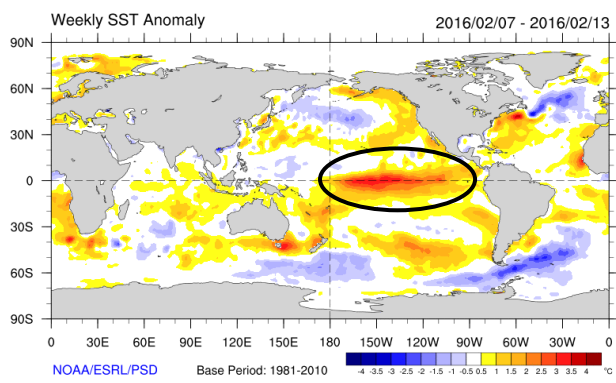 Weekly SST Anomaly
2016/02/07 - 2016/02/13
90N
60N
30N
0
30S
60S
90S
0 30E 60E 90E 120E 150E 180 150W 120W 90W 60W 30W 0
NOAA/ESRL/PSD
Base Period: 1981-2010
-4 -3.5 -3 -2.5 -2 -1.5 -1 -0.5 0.5 1 1.5 2 2.5 3 3.5 4 °C